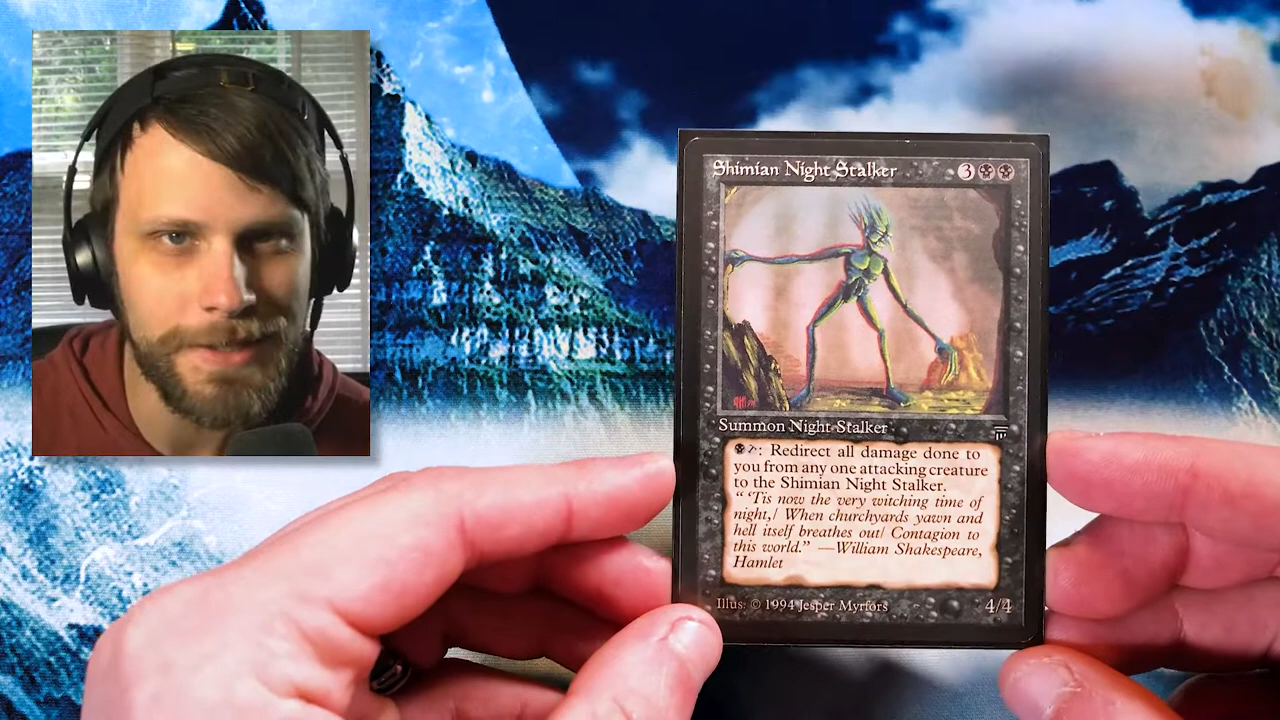 Shimian Night Stalker 3
Summon Night Stalker
: Redirect all damage done to
you from any one attacking creature
to the Shimian Night Stalker.
“ ‘Tis now the very witching time of
night,/ When churchyards yawn and
hell itself breathes out/ Contagion to
this world.” —William Shakespeare,
Hamlet
Illus: © 1994 Jesper Myrfors 4/4